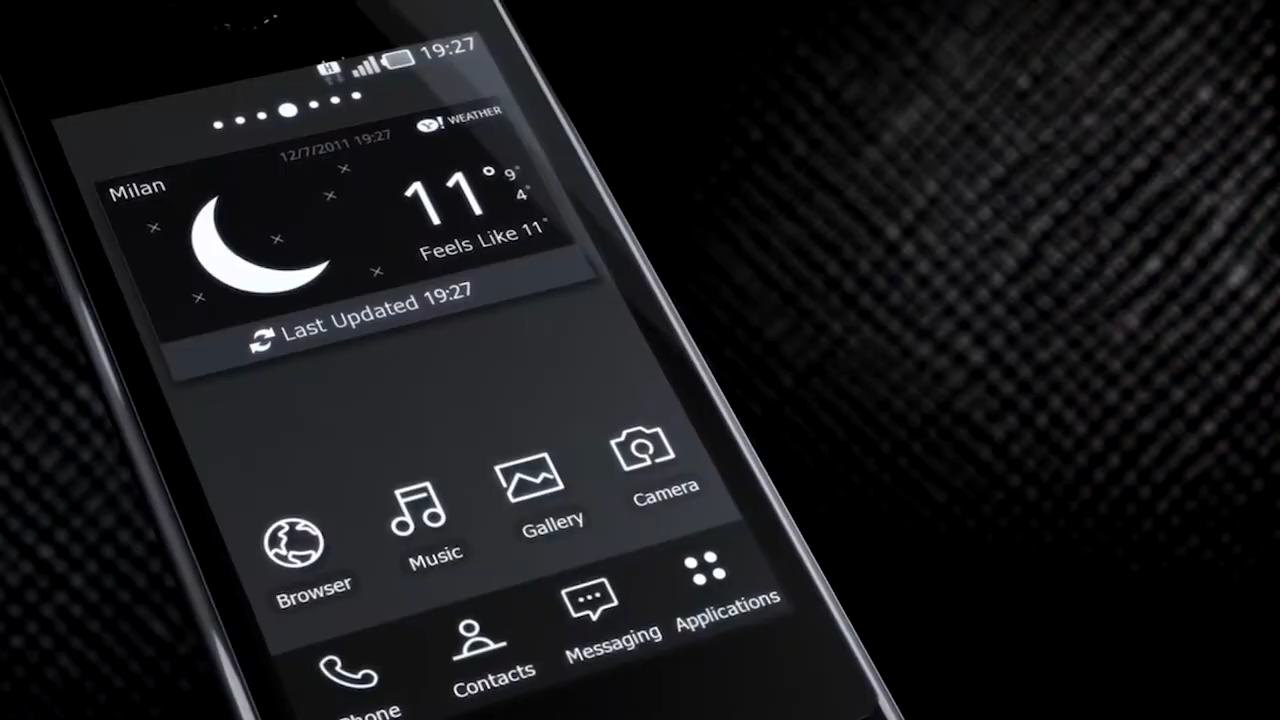 H 19:27
12/7/2011 19:27
Y! WEATHER
Milan
11° 9°
4°
Feels Like 11°
Last Updated 19:27
Browser
Music
Gallery
Camera
Phone
Contacts
Messaging
Applications